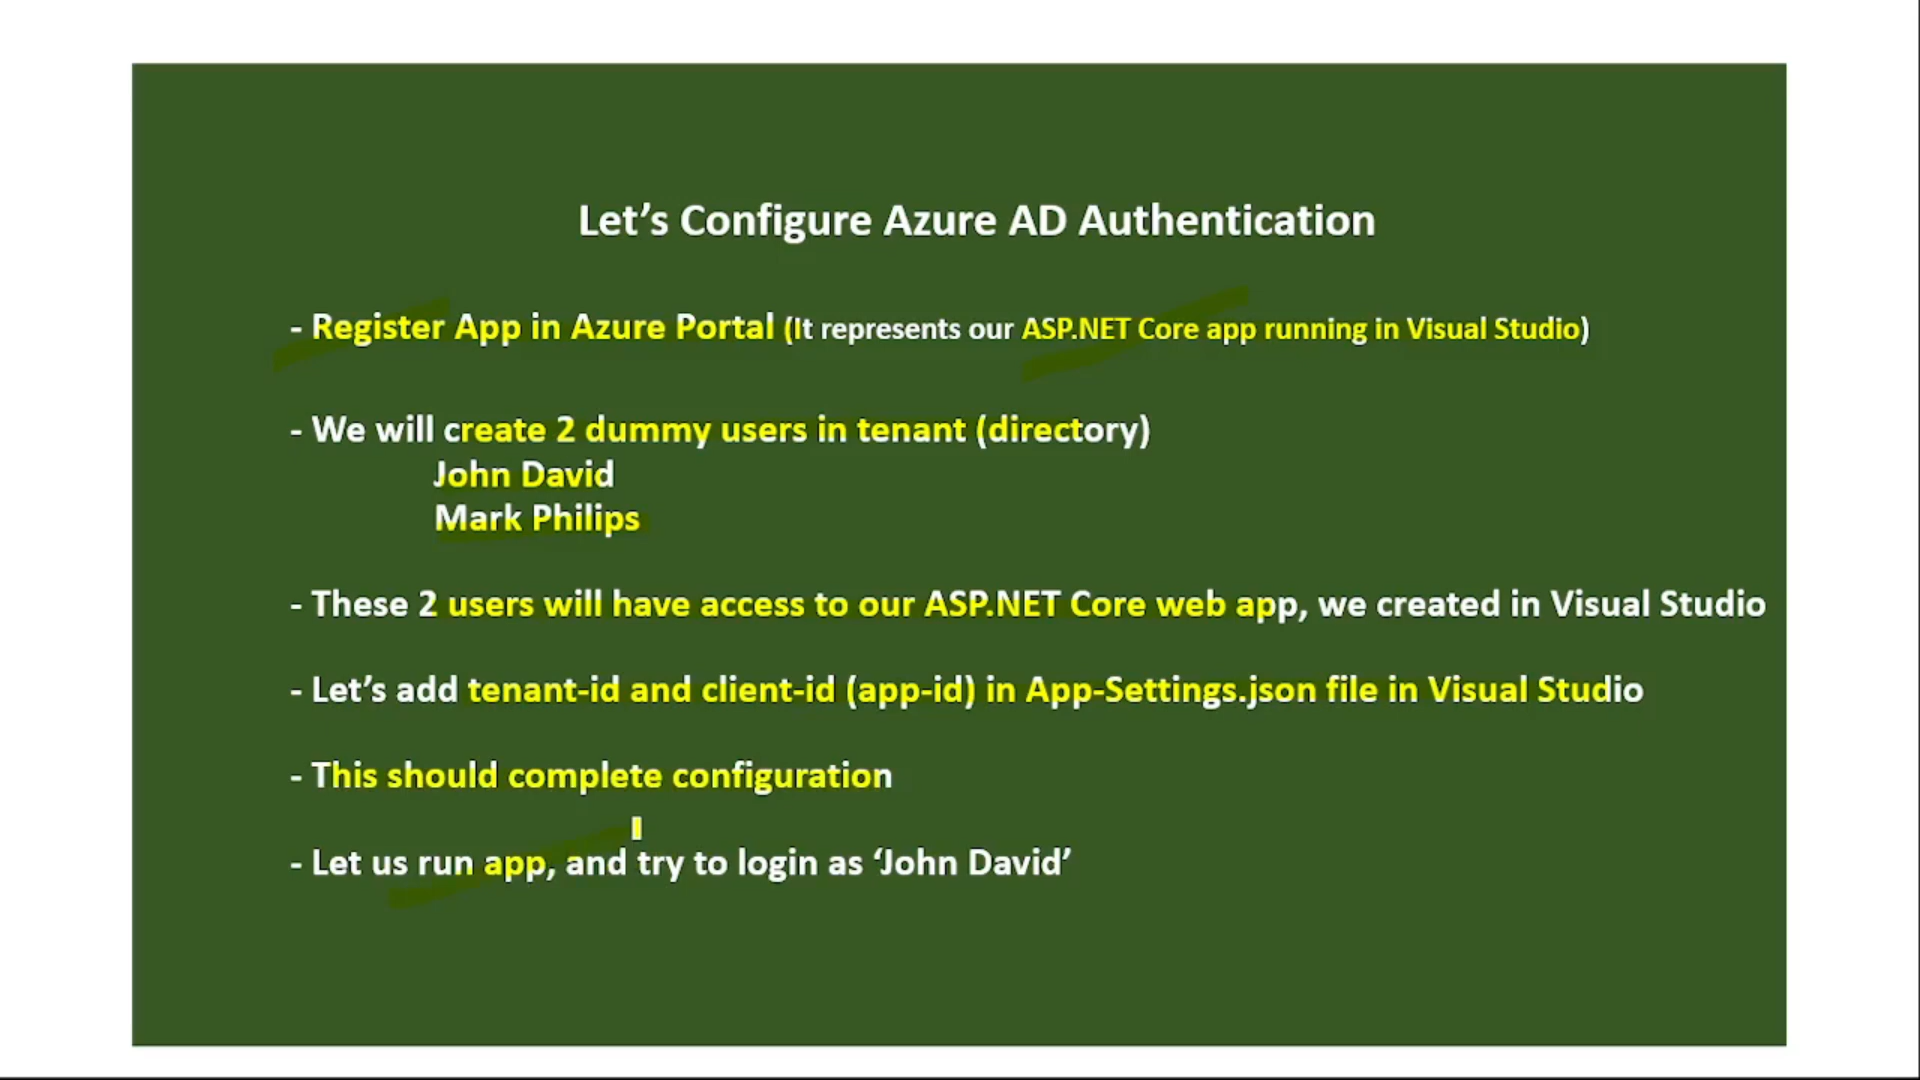 Let’s Configure Azure AD Authentication
- Register App in Azure Portal (It represents our ASP.NET Core app running in Visual Studio)
- We will create 2 dummy users in tenant (directory)
John David
Mark Philips
- These 2 users will have access to our ASP.NET Core web app, we created in Visual Studio
- Let’s add tenant-id and client-id (app-id) in App-Settings.json file in Visual Studio
- This should complete configuration
- Let us run app, and try to login as ‘John David’